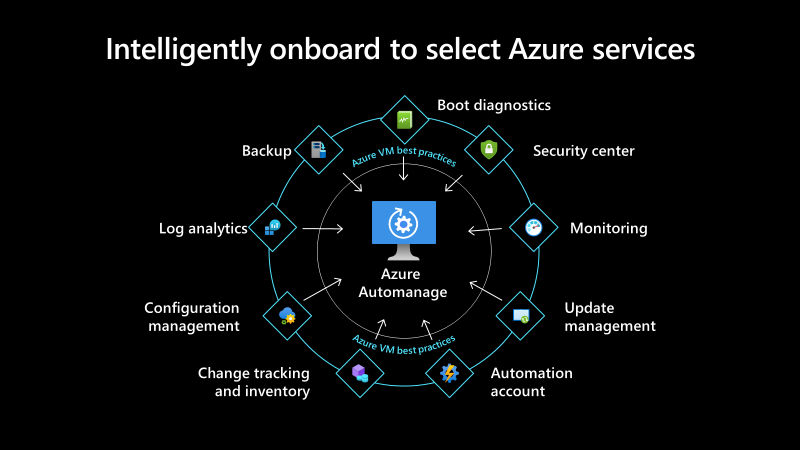 Intelligently onboard to select Azure services
Boot diagnostics
Backup
Azure VM best practices
Security center
Log analytics
Monitoring
Azure
Automanage
Configuration
management
Update
management
Azure VM best practices
Change tracking
and inventory
Automation
account